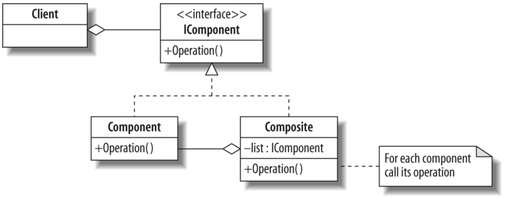 Client
<<interface>>
IComponent
+Operation()
Component
+Operation()
Composite
–list : IComponent
+Operation()
For each component
call its operation